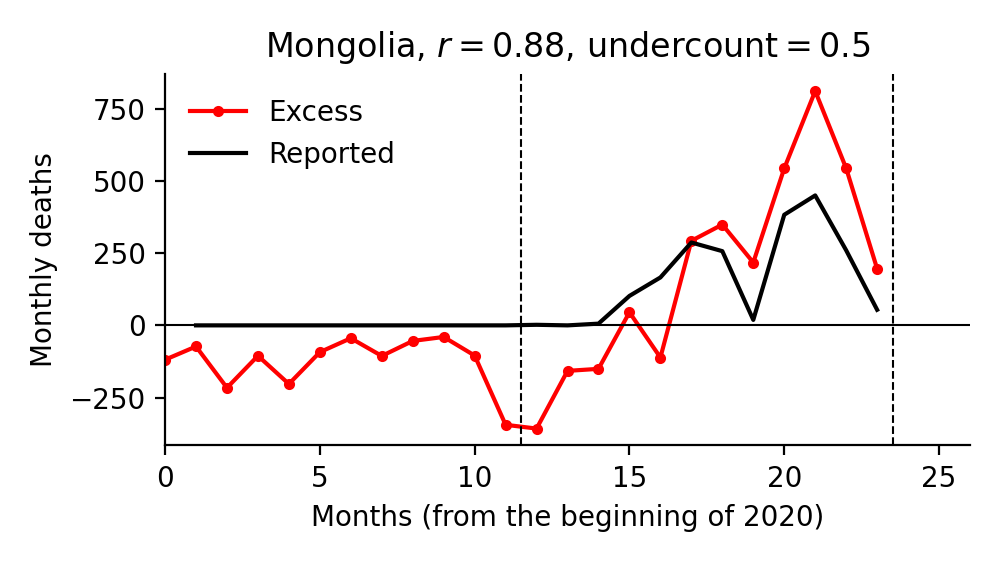 Mongolia, r = 0.88, undercount = 0.5
Excess
Reported
Monthly deaths
750
500
250
0
−250
0 5 10 15 20 25
Months (from the beginning of 2020)